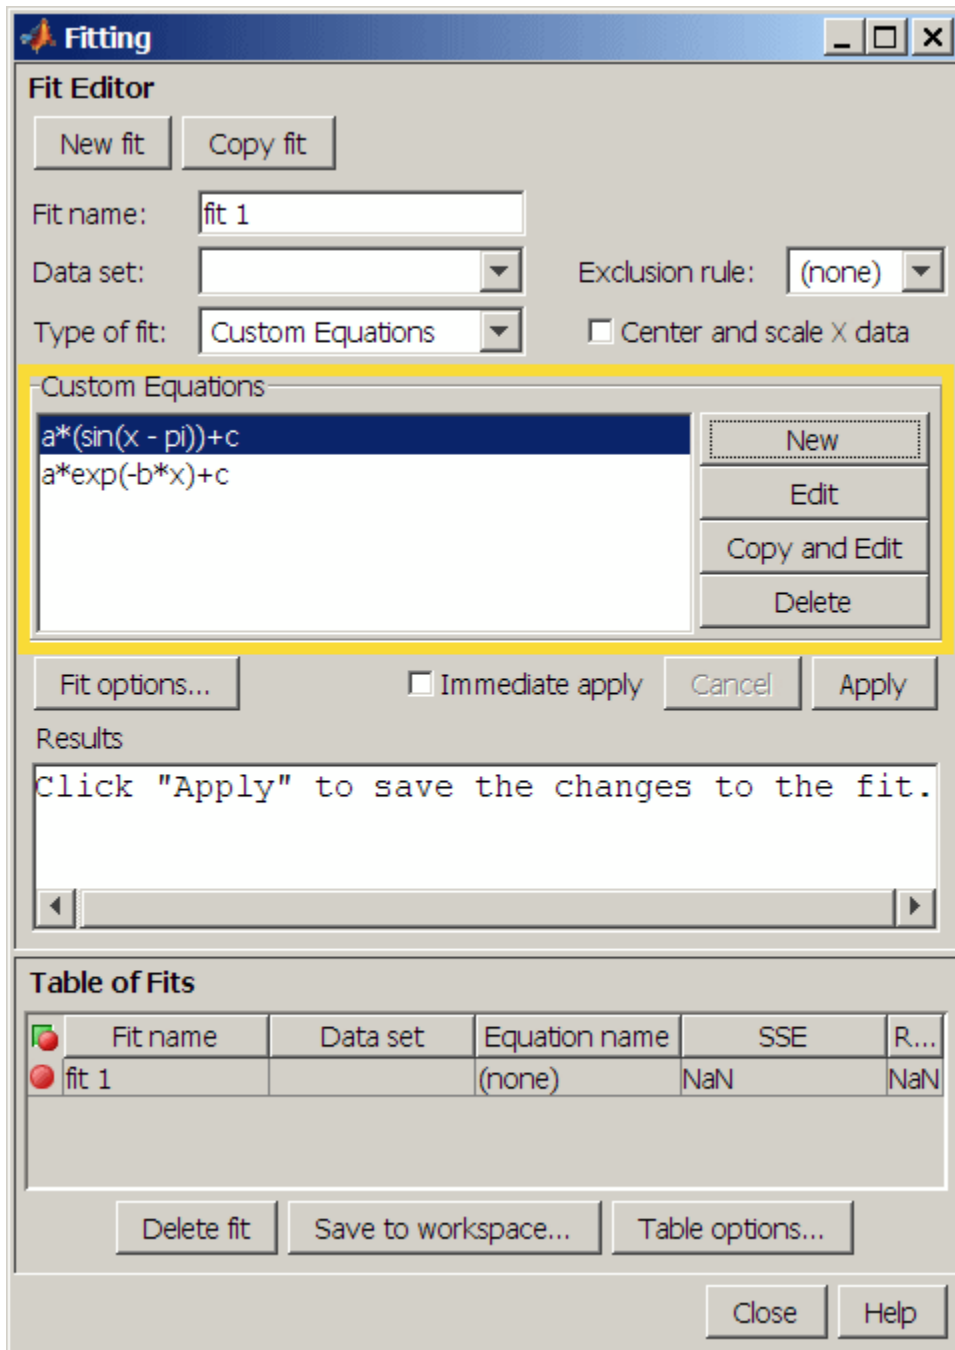 Fitting
Fit Editor
New fit Copy fit
Fit name: fit 1
Data set: Exclusion rule: (none)
Type of fit: Custom Equations Center and scale X data
Custom Equations
a*(sin(x - pi))+c New
a*exp(-b*x)+c Edit
Copy and Edit
Delete
Fit options... Immediate apply Cancel Apply
Results
Click "Apply" to save the changes to the fit.
Table of Fits
Fit name Data set Equation name SSE R...
fit 1 (none) NaN NaN
Delete fit Save to workspace... Table options...
Close Help